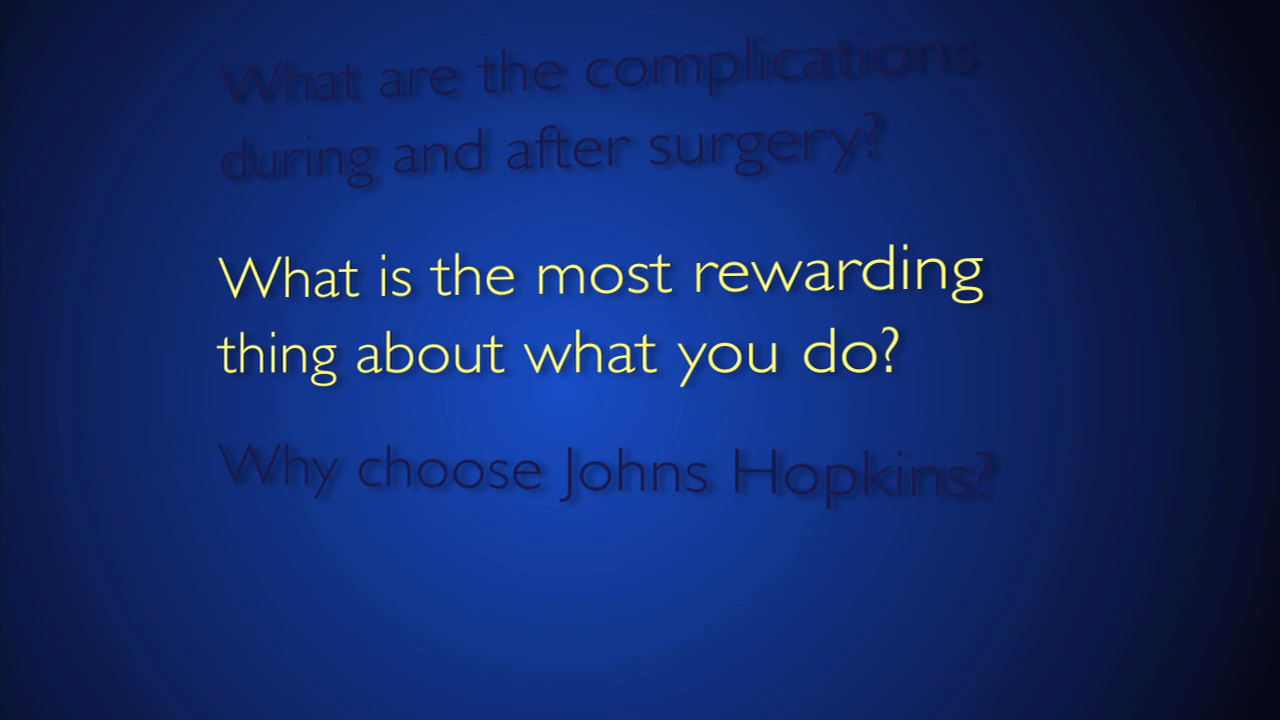 What are the complications
during and after surgery?
What is the most rewarding
thing about what you do?
Why choose Johns Hopkins?